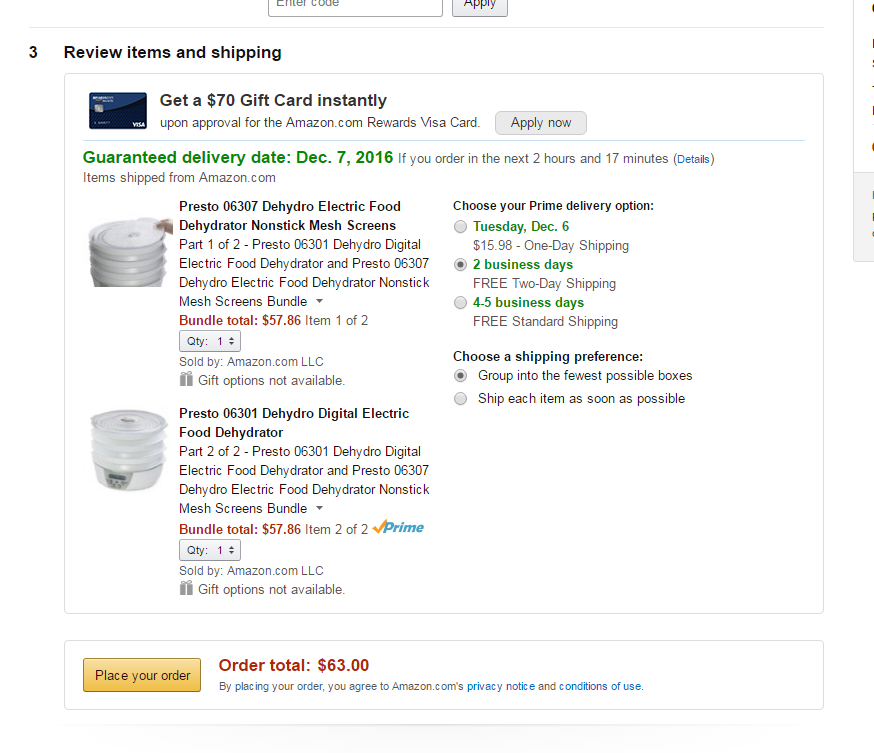 Enter code
Apply
3 Review items and shipping
Get a $70 Gift Card instantly
upon approval for the Amazon.com Rewards Visa Card.
Apply now
VISA
Guaranteed delivery date: Dec. 7, 2016 If you order in the next 2 hours and 17 minutes (Details)
Items shipped from Amazon.com
Presto 06307 Dehydro Electric Food
Dehydrator Nonstick Mesh Screens
Part 1 of 2 - Presto 06301 Dehydro Digital
Electric Food Dehydrator and Presto 06307
Dehydro Electric Food Dehydrator Nonstick
Mesh Screens Bundle
Bundle total: $57.86 Item 1 of 2
Qty: 1
Sold by: Amazon.com LLC
Gift options not available.
Presto 06301 Dehydro Digital Electric
Food Dehydrator
Part 2 of 2 - Presto 06301 Dehydro Digital
Electric Food Dehydrator and Presto 06307
Dehydro Electric Food Dehydrator Nonstick
Mesh Screens Bundle
Bundle total: $57.86 Item 2 of 2 Prime
Qty: 1
Sold by: Amazon.com LLC
Gift options not available.
Choose your Prime delivery option:
Tuesday, Dec. 6
$15.98 - One-Day Shipping
2 business days
FREE Two-Day Shipping
4-5 business days
FREE Standard Shipping
Choose a shipping preference:
Group into the fewest possible boxes
Ship each item as soon as possible
Place your order
Order total: $63.00
By placing your order, you agree to Amazon.com's privacy notice and conditions of use.